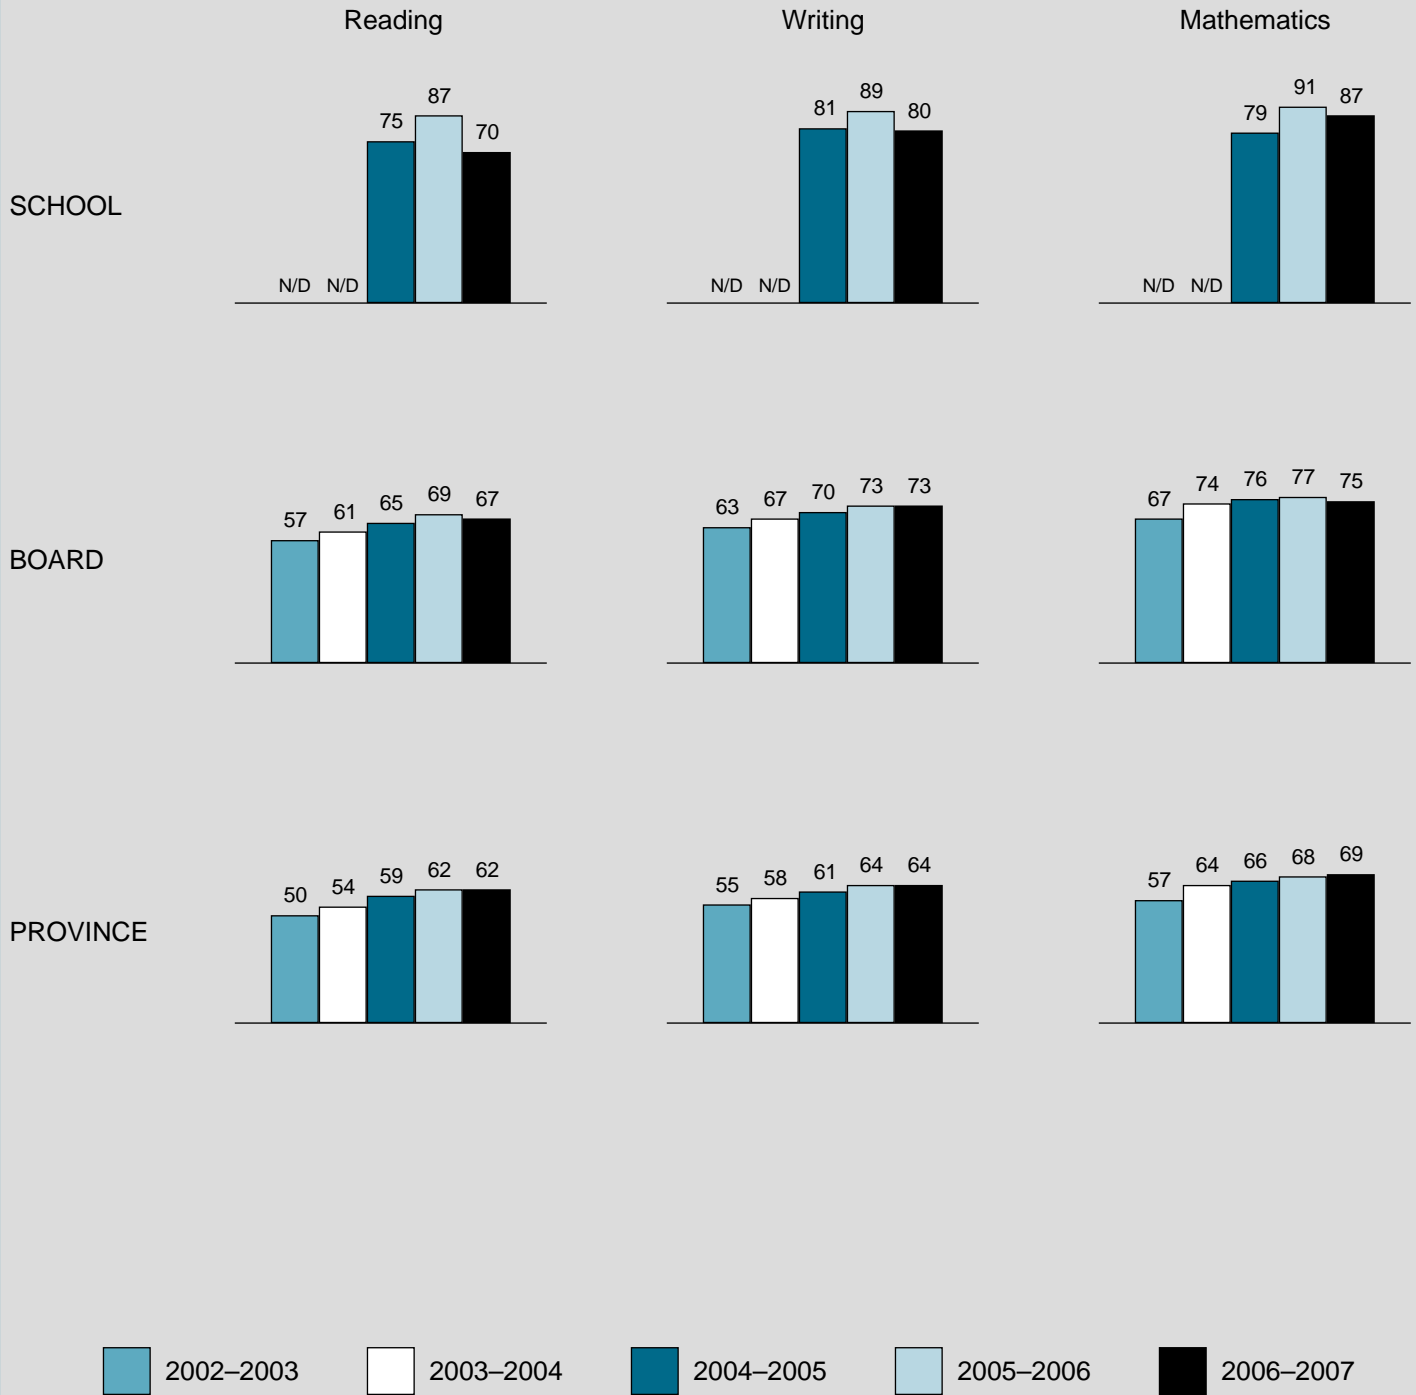 Reading Writing Mathematics
87 89 91
75 70 81 80 79 87
SCHOOL
N/D N/D N/D N/D N/D N/D
57 61 65 69 67 63 67 70 73 73 67 74 76 77 75
BOARD
50 54 59 62 62 55 58 61 64 64 57 64 66 68 69
PROVINCE
2002–2003 2003–2004 2004–2005 2005–2006 2006–2007